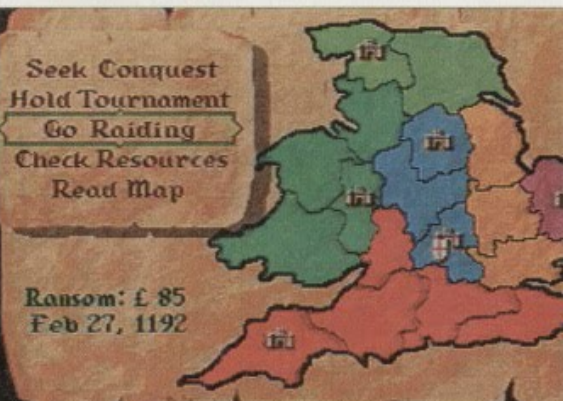 Seek Conquest
Hold Tournament
Go Raiding
Check Resources
Read Map
Ransom: £ 85
Feb 27, 1192